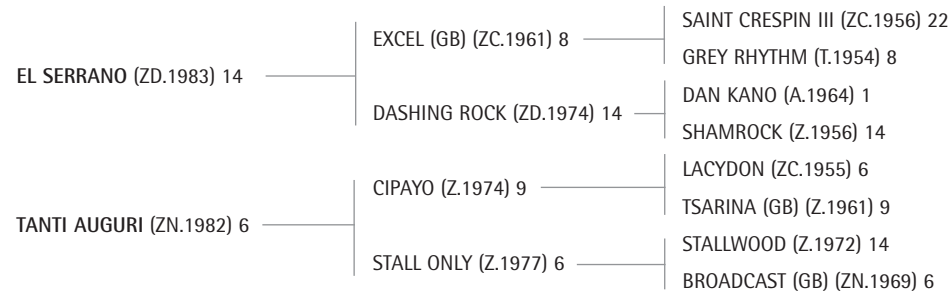 EL SERRANO (ZD.1983) 14
EXCEL (GB) (ZC.1961) 8
SAINT CRESPIN III (ZC.1956) 22
GREY RHYTHM (T.1954) 8
DASHING ROCK (ZD.1974) 14
DAN KANO (A.1964) 1
SHAMROCK (Z.1956) 14
TANTI AUGURI (ZN.1982) 6
CIPAYO (Z.1974) 9
LACYDON (ZC.1955) 6
TSARINA (GB) (Z.1961) 9
STALL ONLY (Z.1977) 6
STALLWOOD (Z.1972) 14
BROADCAST (GB) (ZN.1969) 6